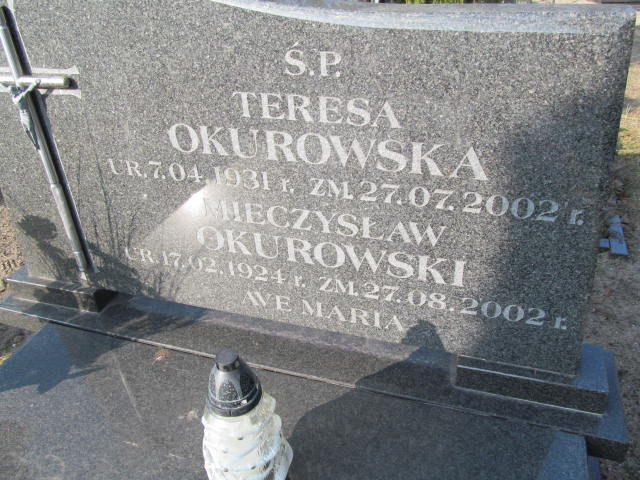 Ś.P.
TERESA
OKUROWSKA
UR. 7.04.1931 r. ZM. 27.07.2002 r.
MIECZYSŁAW
OKUROWSKI
UR. 17.02.1924 r. ZM. 27.08.2002 r.
AVE MARIA